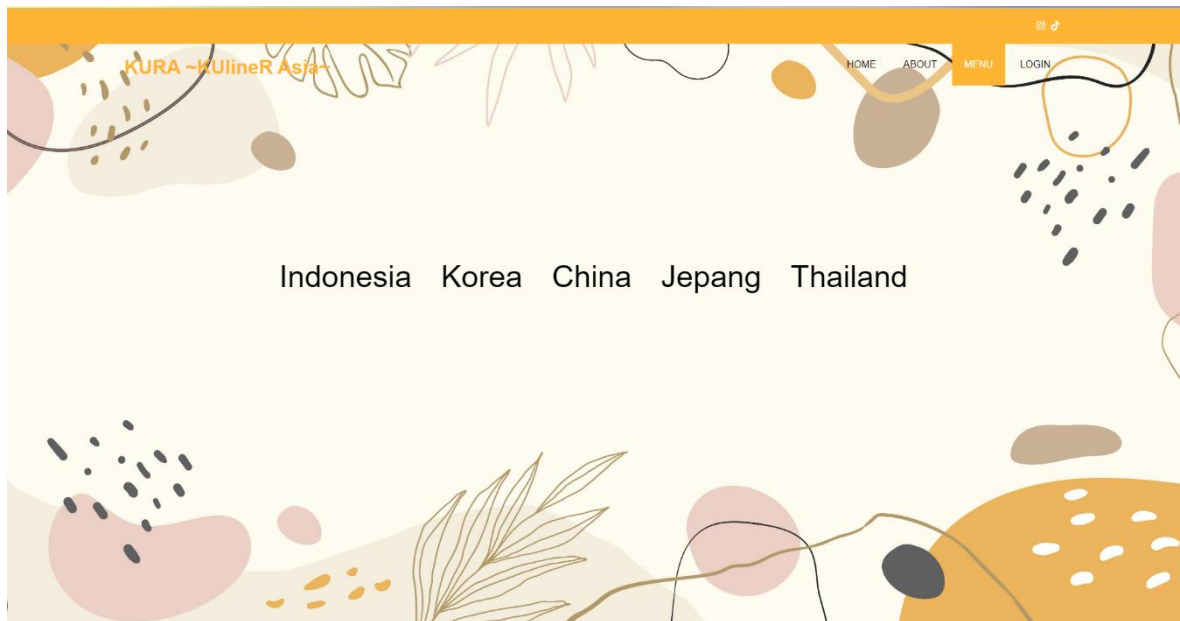 KURA ~KUlineR Asia~
HOME ABOUT MENU LOGIN
Indonesia Korea China Jepang Thailand